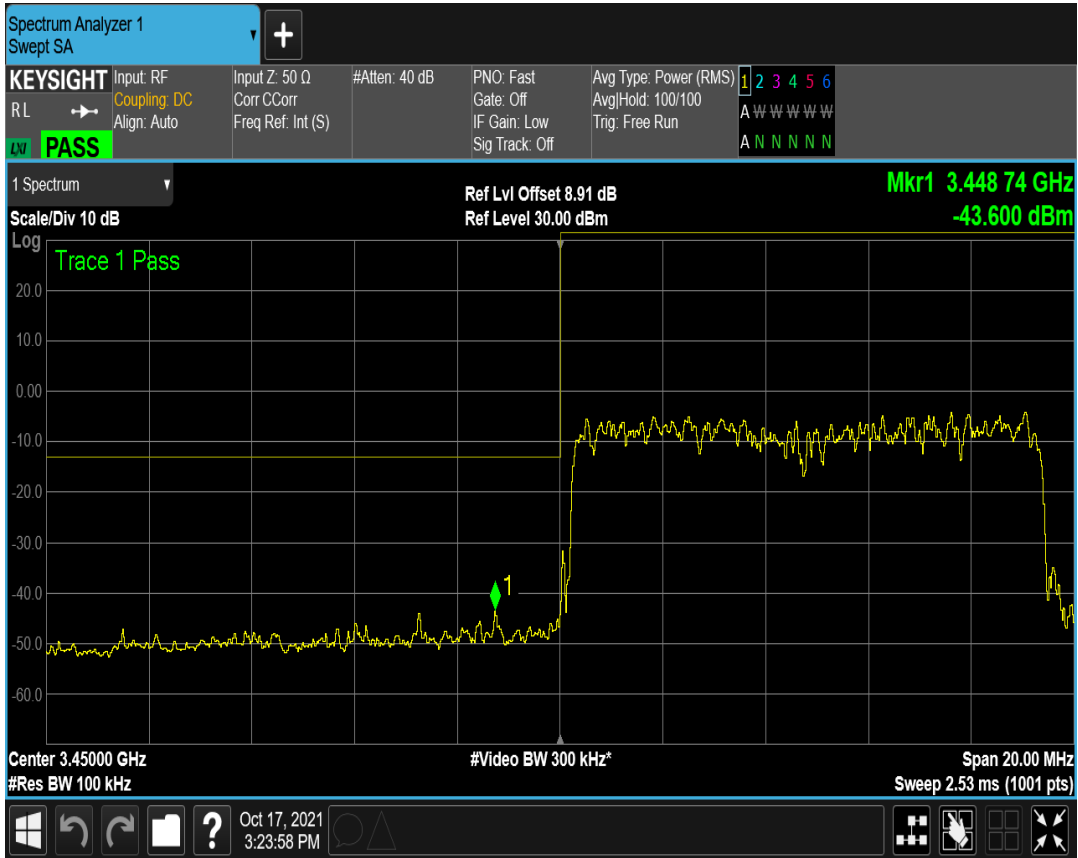 Spectrum Analyzer 1
Swept SA
+
KEYSIGHT
R L
LXI PASS
Input: RF
Coupling: DC
Align: Auto
Input Z: 50 Ω
Corr CCorr
Freq Ref: Int (S)
#Atten: 40 dB
PNO: Fast
Gate: Off
IF Gain: Low
Sig Track: Off
Avg Type: Power (RMS)
Avg|Hold: 100/100
Trig: Free Run
1 2 3 4 5 6
A W W W W W
A N N N N N
1 Spectrum
Scale/Div 10 dB
Ref Lvl Offset 8.91 dB
Ref Level 30.00 dBm
Mkr1 3.448 74 GHz
-43.600 dBm
Log
Trace 1 Pass
20.0
10.0
0.00
-10.0
-20.0
-30.0
-40.0
-50.0
-60.0
1
Center 3.45000 GHz
#Res BW 100 kHz
#Video BW 300 kHz*
Span 20.00 MHz
Sweep 2.53 ms (1001 pts)
?
Oct 17, 2021
3:23:58 PM